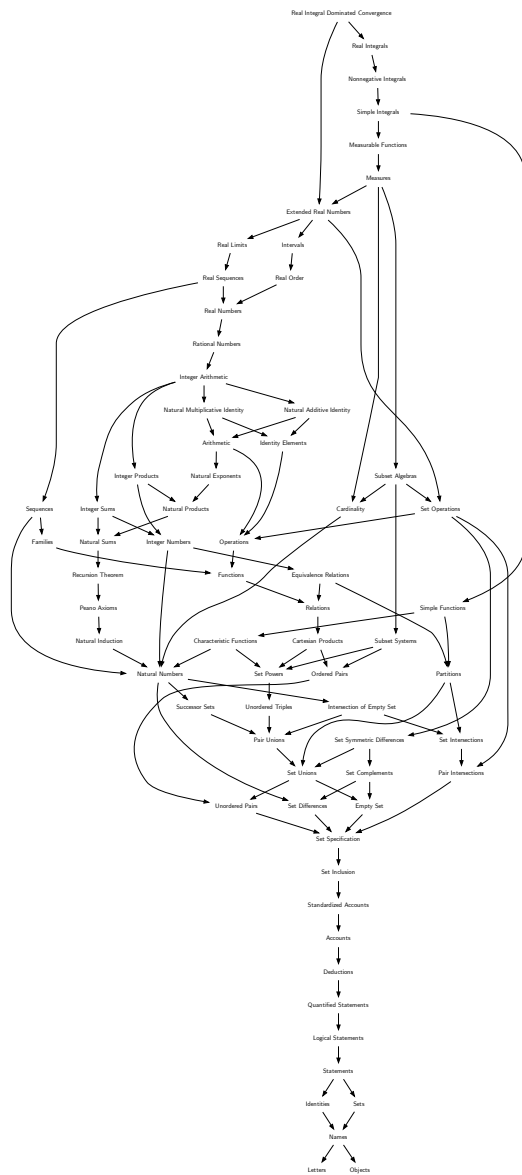 Real Integral Dominated Convergence
Real Integrals
Nonnegative Integrals
Simple Integrals
Measurable Functions
Measures
Extended Real Numbers
Real Limits
Intervals
Real Sequences
Real Order
Real Numbers
Rational Numbers
Integer Arithmetic
Natural Multiplicative Identity
Natural Additive Identity
Arithmetic
Identity Elements
Integer Products
Natural Exponents
Subset Algebras
Sequences
Integer Sums
Natural Products
Cardinality
Set Operations
Families
Natural Sums
Integer Numbers
Operations
Recursion Theorem
Functions
Equivalence Relations
Peano Axioms
Relations
Simple Functions
Natural Induction
Characteristic Functions
Cartesian Products
Subset Systems
Natural Numbers
Set Powers
Ordered Pairs
Partitions
Successor Sets
Unordered Triples
Intersection of Empty Set
Pair Unions
Set Symmetric Differences
Set Intersections
Set Unions
Set Complements
Pair Intersections
Unordered Pairs
Set Differences
Empty Set
Set Specification
Set Inclusion
Standardized Accounts
Accounts
Deductions
Quantified Statements
Logical Statements
Statements
Identities
Sets
Names
Letters
Objects